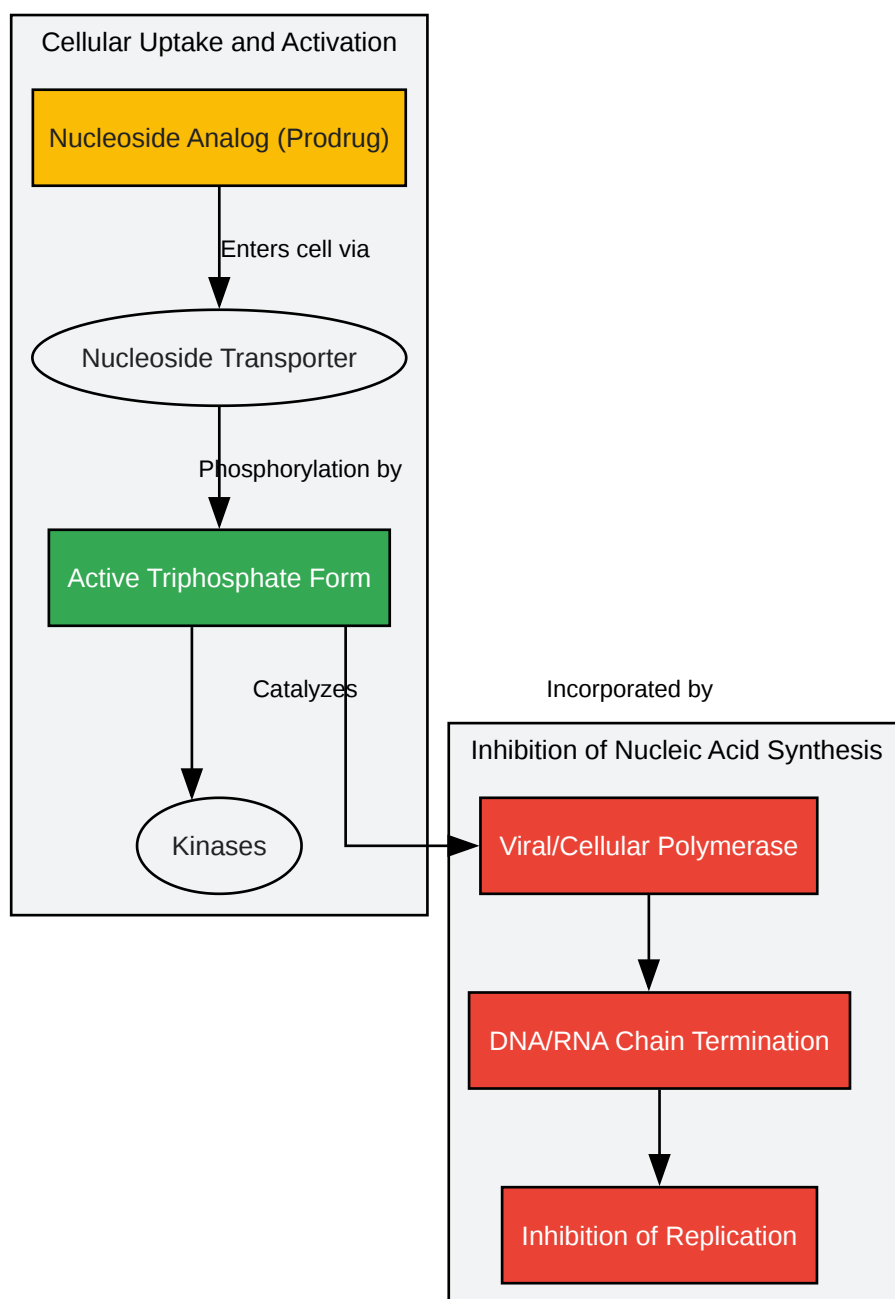 Cellular Uptake and Activation
Nucleoside Analog (Prodrug)
Enters cell via
Nucleoside Transporter
Phosphorylation by
Active Triphosphate Form
Catalyzes
Incorporated by
Kinases
Inhibition of Nucleic Acid Synthesis
Viral/Cellular Polymerase
DNA/RNA Chain Termination
Inhibition of Replication